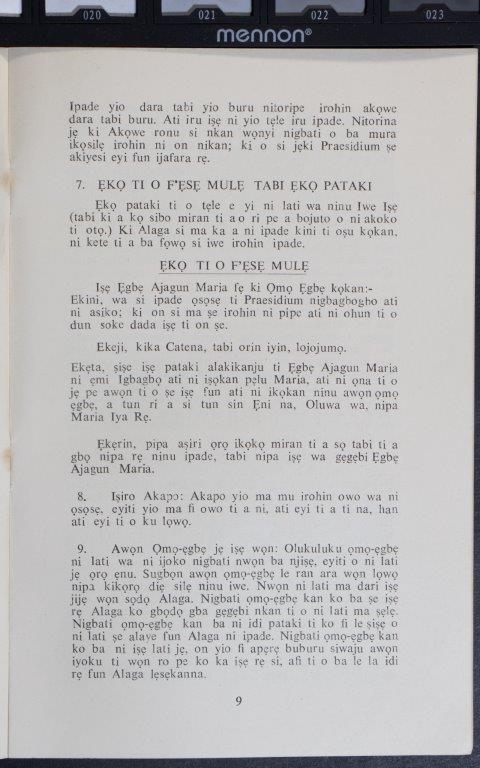 020 021 022 023
mennon®
Ipade yio dara tabi yio buru nitoripe irohin akọwe
dara tabi buru. Ati iru iṣẹ ni yio tẹle iru ipade. Nitorina
jẹ ki Akọwe ronu si nkan wọnyi nigbati o ba mura
ikọsilẹ irohin ni on nikan; ki o si jẹki Praesidium ṣe
akiyesi eyi fun ijafara rẹ.
7. ẸKỌ TI O F'ẸSẸ MULẸ TABI ẸKỌ PATAKI
Ẹkọ pataki ti o tẹle e yi ni lati wa ninu Iwe Iṣẹ
(tabi ki a kọ sibo miran ti a o ri pe a bojuto o ni akoko
ti otọ.) Ki Alaga si ma ka a ni ipade kini ti oṣu kọkan,
ni kete ti a ba fọwọ si iwe irohin ipade.
ẸKỌ TI O F'ẸSẸ MULẸ
Iṣẹ Ẹgbẹ Ajagun Maria fẹ ki Ọmọ Ẹgbẹ kọkan:-
Ekini, wa si ipade ọsọsẹ ti Praesidium nigbagbogbo ati
ni asiko; ki on si ma ṣe irohin ni pipe ati ni ohun ti o
dun soke dada iṣẹ ti on ṣe.
Ekeji, kika Catena, tabi orin iyin, lojojumọ.
Ekẹta, ṣiṣe iṣẹ pataki alakikanju ti Ẹgbẹ Ajagun Maria
ni ẹmi Igbagbọ ati ni iṣọkan pẹlu Maria, ati ni ọna ti o
jẹ pe awọn ti o ṣe iṣẹ fun ati ni ikọkan ninu awọn ọmọ
ẹgbẹ, a tun ri a si tun sin Ẹni na, Oluwa wa, nipa
Maria Iya Rẹ.
Ẹkẹrin, pipa aṣiri ọrọ ikọkọ miran ti a sọ tabi ti a
gbọ nipa rẹ ninu ipade, tabi nipa iṣẹ wa gẹgẹbi Ẹgbẹ
Ajagun Maria.
8. Iṣiro Akapo: Akapo yio ma mu irohin owo wa ni
ọsọsẹ, eyiti yio ma fi owo ti a ni, ati eyi ti a ti na, han
ati eyi ti o ku lọwọ.
9. Awọn Ọmọ-ẹgbẹ jẹ iṣẹ wọn: Olukuluku ọmọ-ẹgbẹ
ni lati wa ni ijoko nigbati nwọn ba njiṣẹ, eyiti o ni lati
jẹ ọrọ ẹnu. Sugbọn awọn ọmọ-ẹgbẹ le ran ara wọn lọwọ
nipa kikọrọ diẹ silẹ ninu iwe. Nwọn ni lati ma dari iṣẹ
jijẹ wọn sọdọ Alaga. Nigbati ọmọ-ẹgbẹ kan ko ba ṣe iṣẹ
rẹ Alaga ko gbọdọ gba gẹgẹbi nkan ti o ni lati ma ṣẹlẹ.
Nigbati ọmọ-ẹgbẹ kan ba ni idi pataki ti ko fi le ṣiṣẹ o
ni lati ṣe alaye fun Alaga ni ipade. Nigbati ọmọ-ẹgbẹ kan
ko ba ni iṣẹ lati jẹ, on yio fi apẹrẹ buburu siwaju awọn
iyoku ti wọn ro pe ko ka iṣẹ rẹ si, afi ti o ba le la idi
rẹ fun Alaga lẹsẹkanna.
9